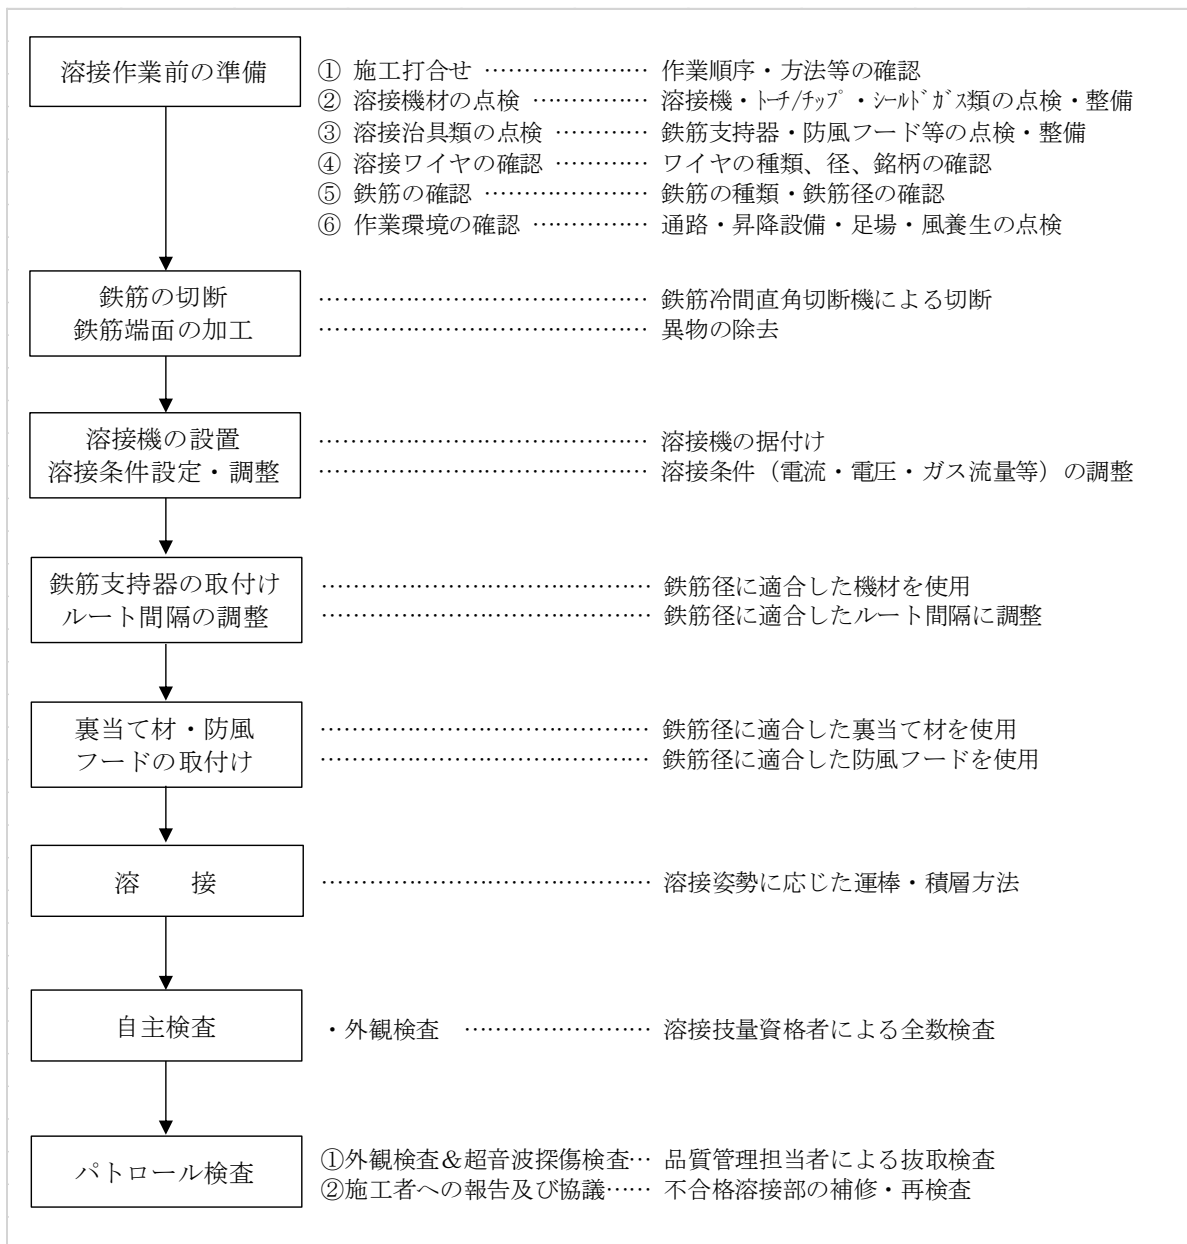 溶接作業前の準備
① 施工打合せ ………………… 作業順序・方法等の確認
② 溶接機材の点検 …………… 溶接機・ﾄｰﾁ/ﾁｯﾌﾟ・ｼｰﾙﾄﾞｶﾞｽ類の点検・整備
③ 溶接治具類の点検 ………… 鉄筋支持器・防風フード等の点検・整備
④ 溶接ワイヤの確認 ………… ワイヤの種類、径、銘柄の確認
⑤ 鉄筋の確認 ………………… 鉄筋の種類・鉄筋径の確認
⑥ 作業環境の確認 …………… 通路・昇降設備・足場・風養生の点検
鉄筋の切断 …………………………………… 鉄筋冷間直角切断機による切断
鉄筋端面の加工 …………………………………… 異物の除去
溶接機の設置 …………………………………… 溶接機の据付け
溶接条件設定・調整 …………………………………… 溶接条件（電流・電圧・ガス流量等）の調整
鉄筋支持器の取付け …………………………………… 鉄筋径に適合した機材を使用
ルート間隔の調整 …………………………………… 鉄筋径に適合したルート間隔に調整
裏当て材・防風 …………………………………… 鉄筋径に適合した裏当て材を使用
フードの取付け …………………………………… 鉄筋径に適合した防風フードを使用
溶　接 …………………………………… 溶接姿勢に応じた運棒・積層方法
自主検査 ・外観検査 …………………… 溶接技量資格者による全数検査
パトロール検査
①外観検査＆超音波探傷検査… 品質管理担当者による抜取検査
②施工者への報告及び協議…… 不合格溶接部の補修・再検査